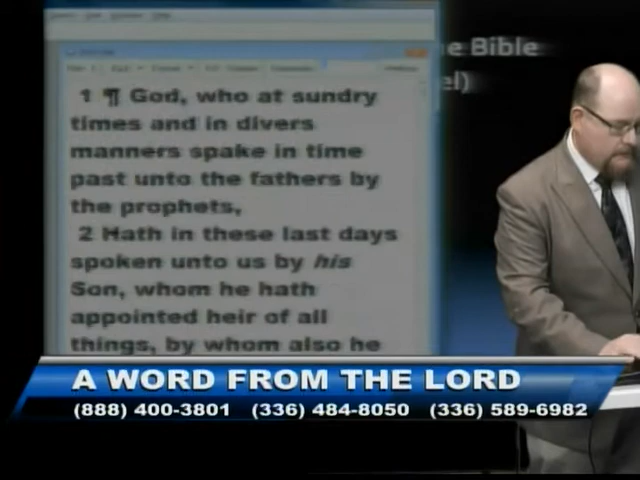 e Bible
el)
1 ¶ God, who at sundry
times and in divers
manners spake in time
past unto the fathers by
the prophets,
2 Hath in these last days
spoken unto us by his
Son, whom he hath
appointed heir of all
things, by whom also he
A WORD FROM THE LORD
(888) 400-3801 (336) 484-8050 (336) 589-6982